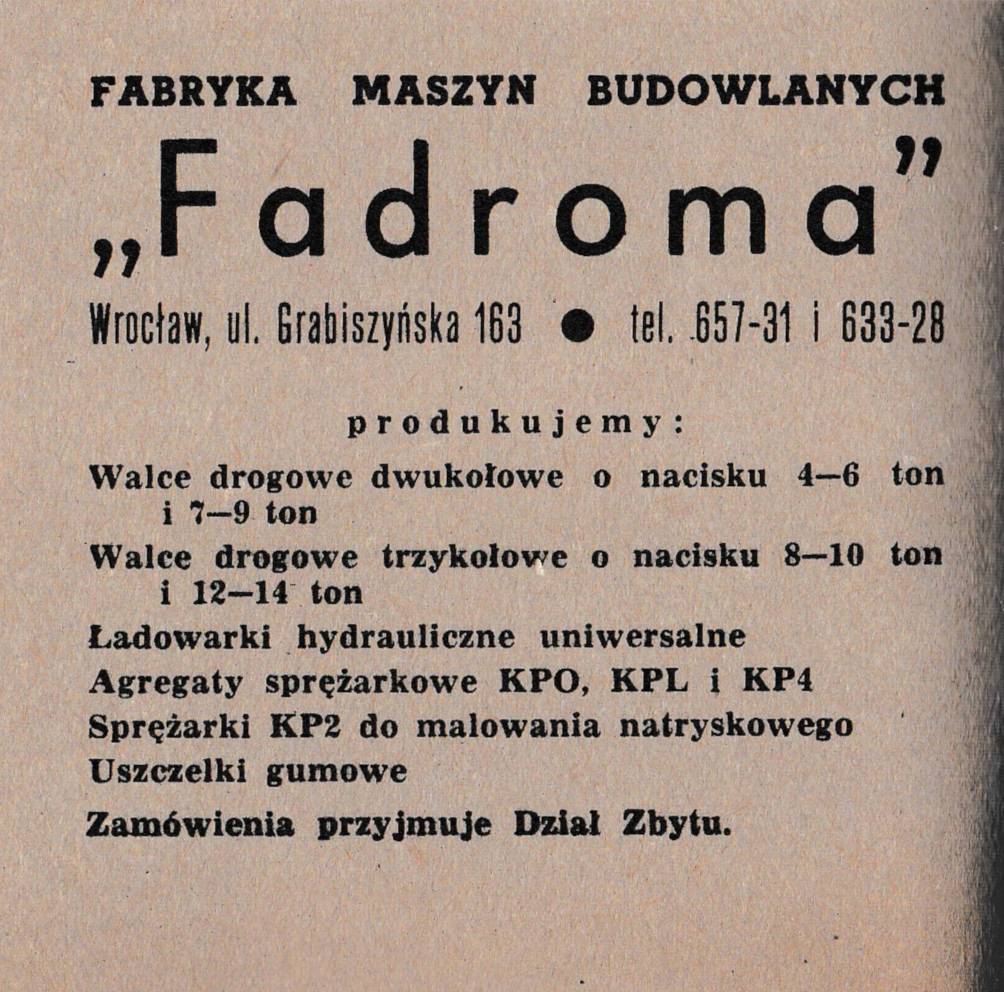 FABRYKA MASZYN BUDOWLANYCH
„Fadroma”
Wrocław, ul. Grabiszyńska 163 ● tel. 657-31 i 633-28
produkujemy:
Walce drogowe dwukołowe o nacisku 4—6 ton
i 7—9 ton
Walce drogowe trzykołowe o nacisku 8—10 ton
i 12—14 ton
Ładowarki hydrauliczne uniwersalne
Agregaty sprężarkowe KPO, KPL i KP4
Sprężarki KP2 do malowania natryskowego
Uszczelki gumowe
Zamówienia przyjmuje Dział Zbytu.